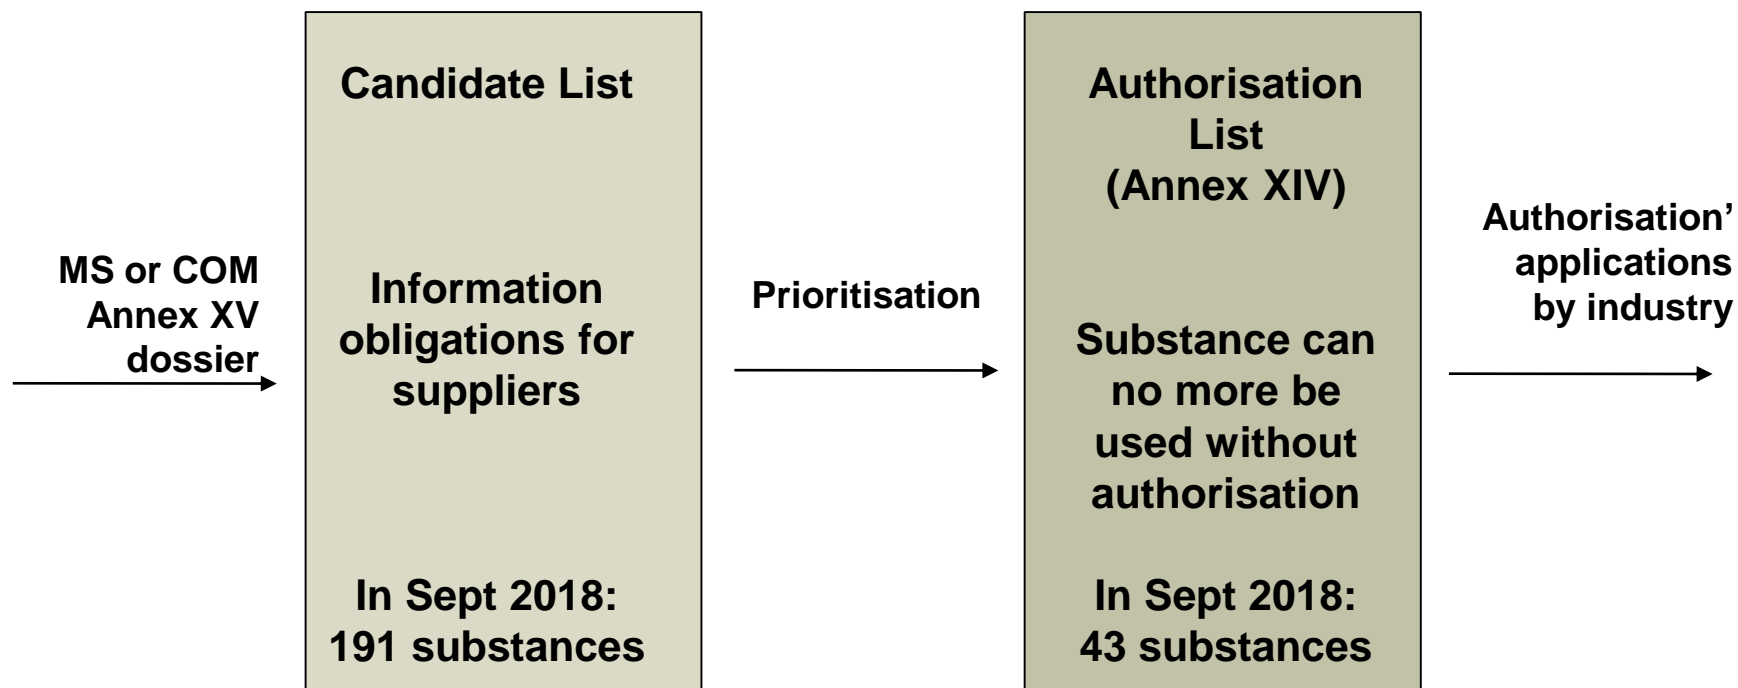 MS or COM
Annex XV
dossier
Candidate List
Information
obligations for
suppliers
In Sept 2018:
191 substances
Prioritisation
Authorisation
List
(Annex XIV)
Substance can
no more be
used without
authorisation
In Sept 2018:
43 substances
Authorisation’
applications
by industry